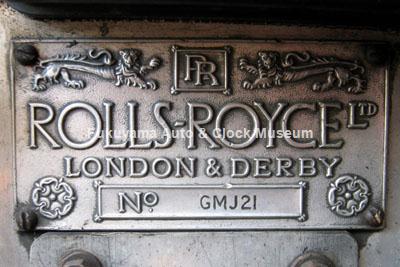 RR
ROLLS-ROYCE LTD
Fukuyama Auto & Clock Museum
LONDON & DERBY
No GMJ21